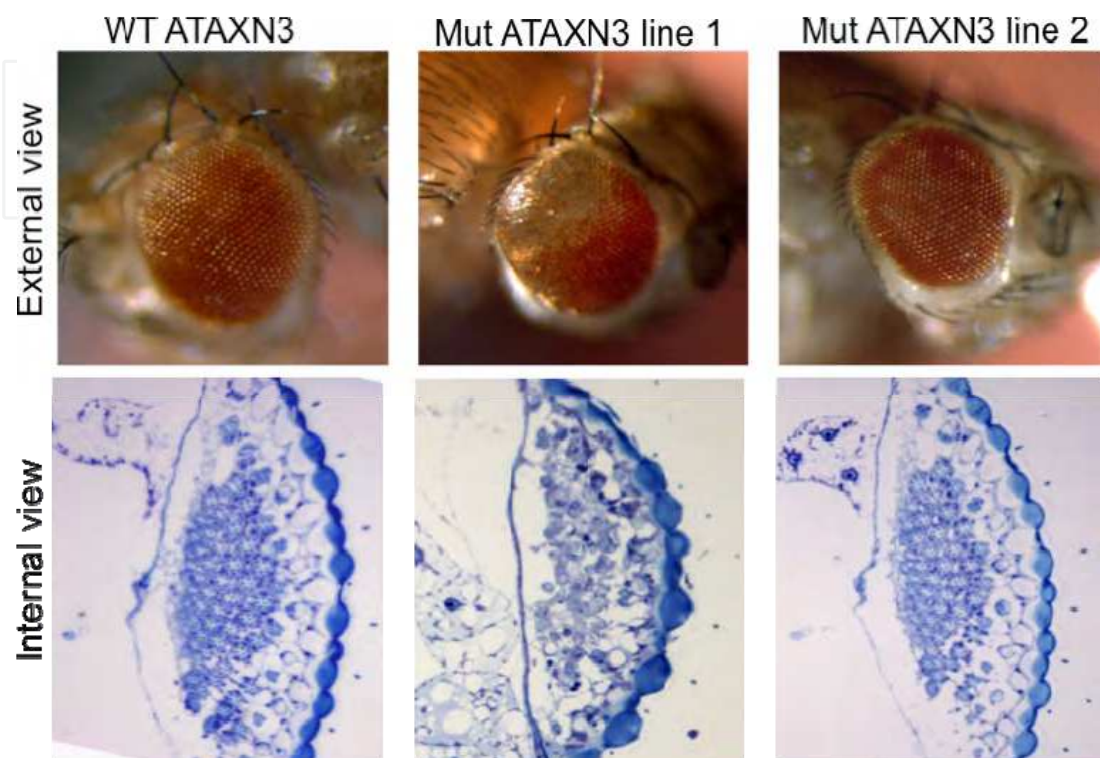 WT ATAXN3
Mut ATAXN3 line 1
Mut ATAXN3 line 2
External view
Internal view